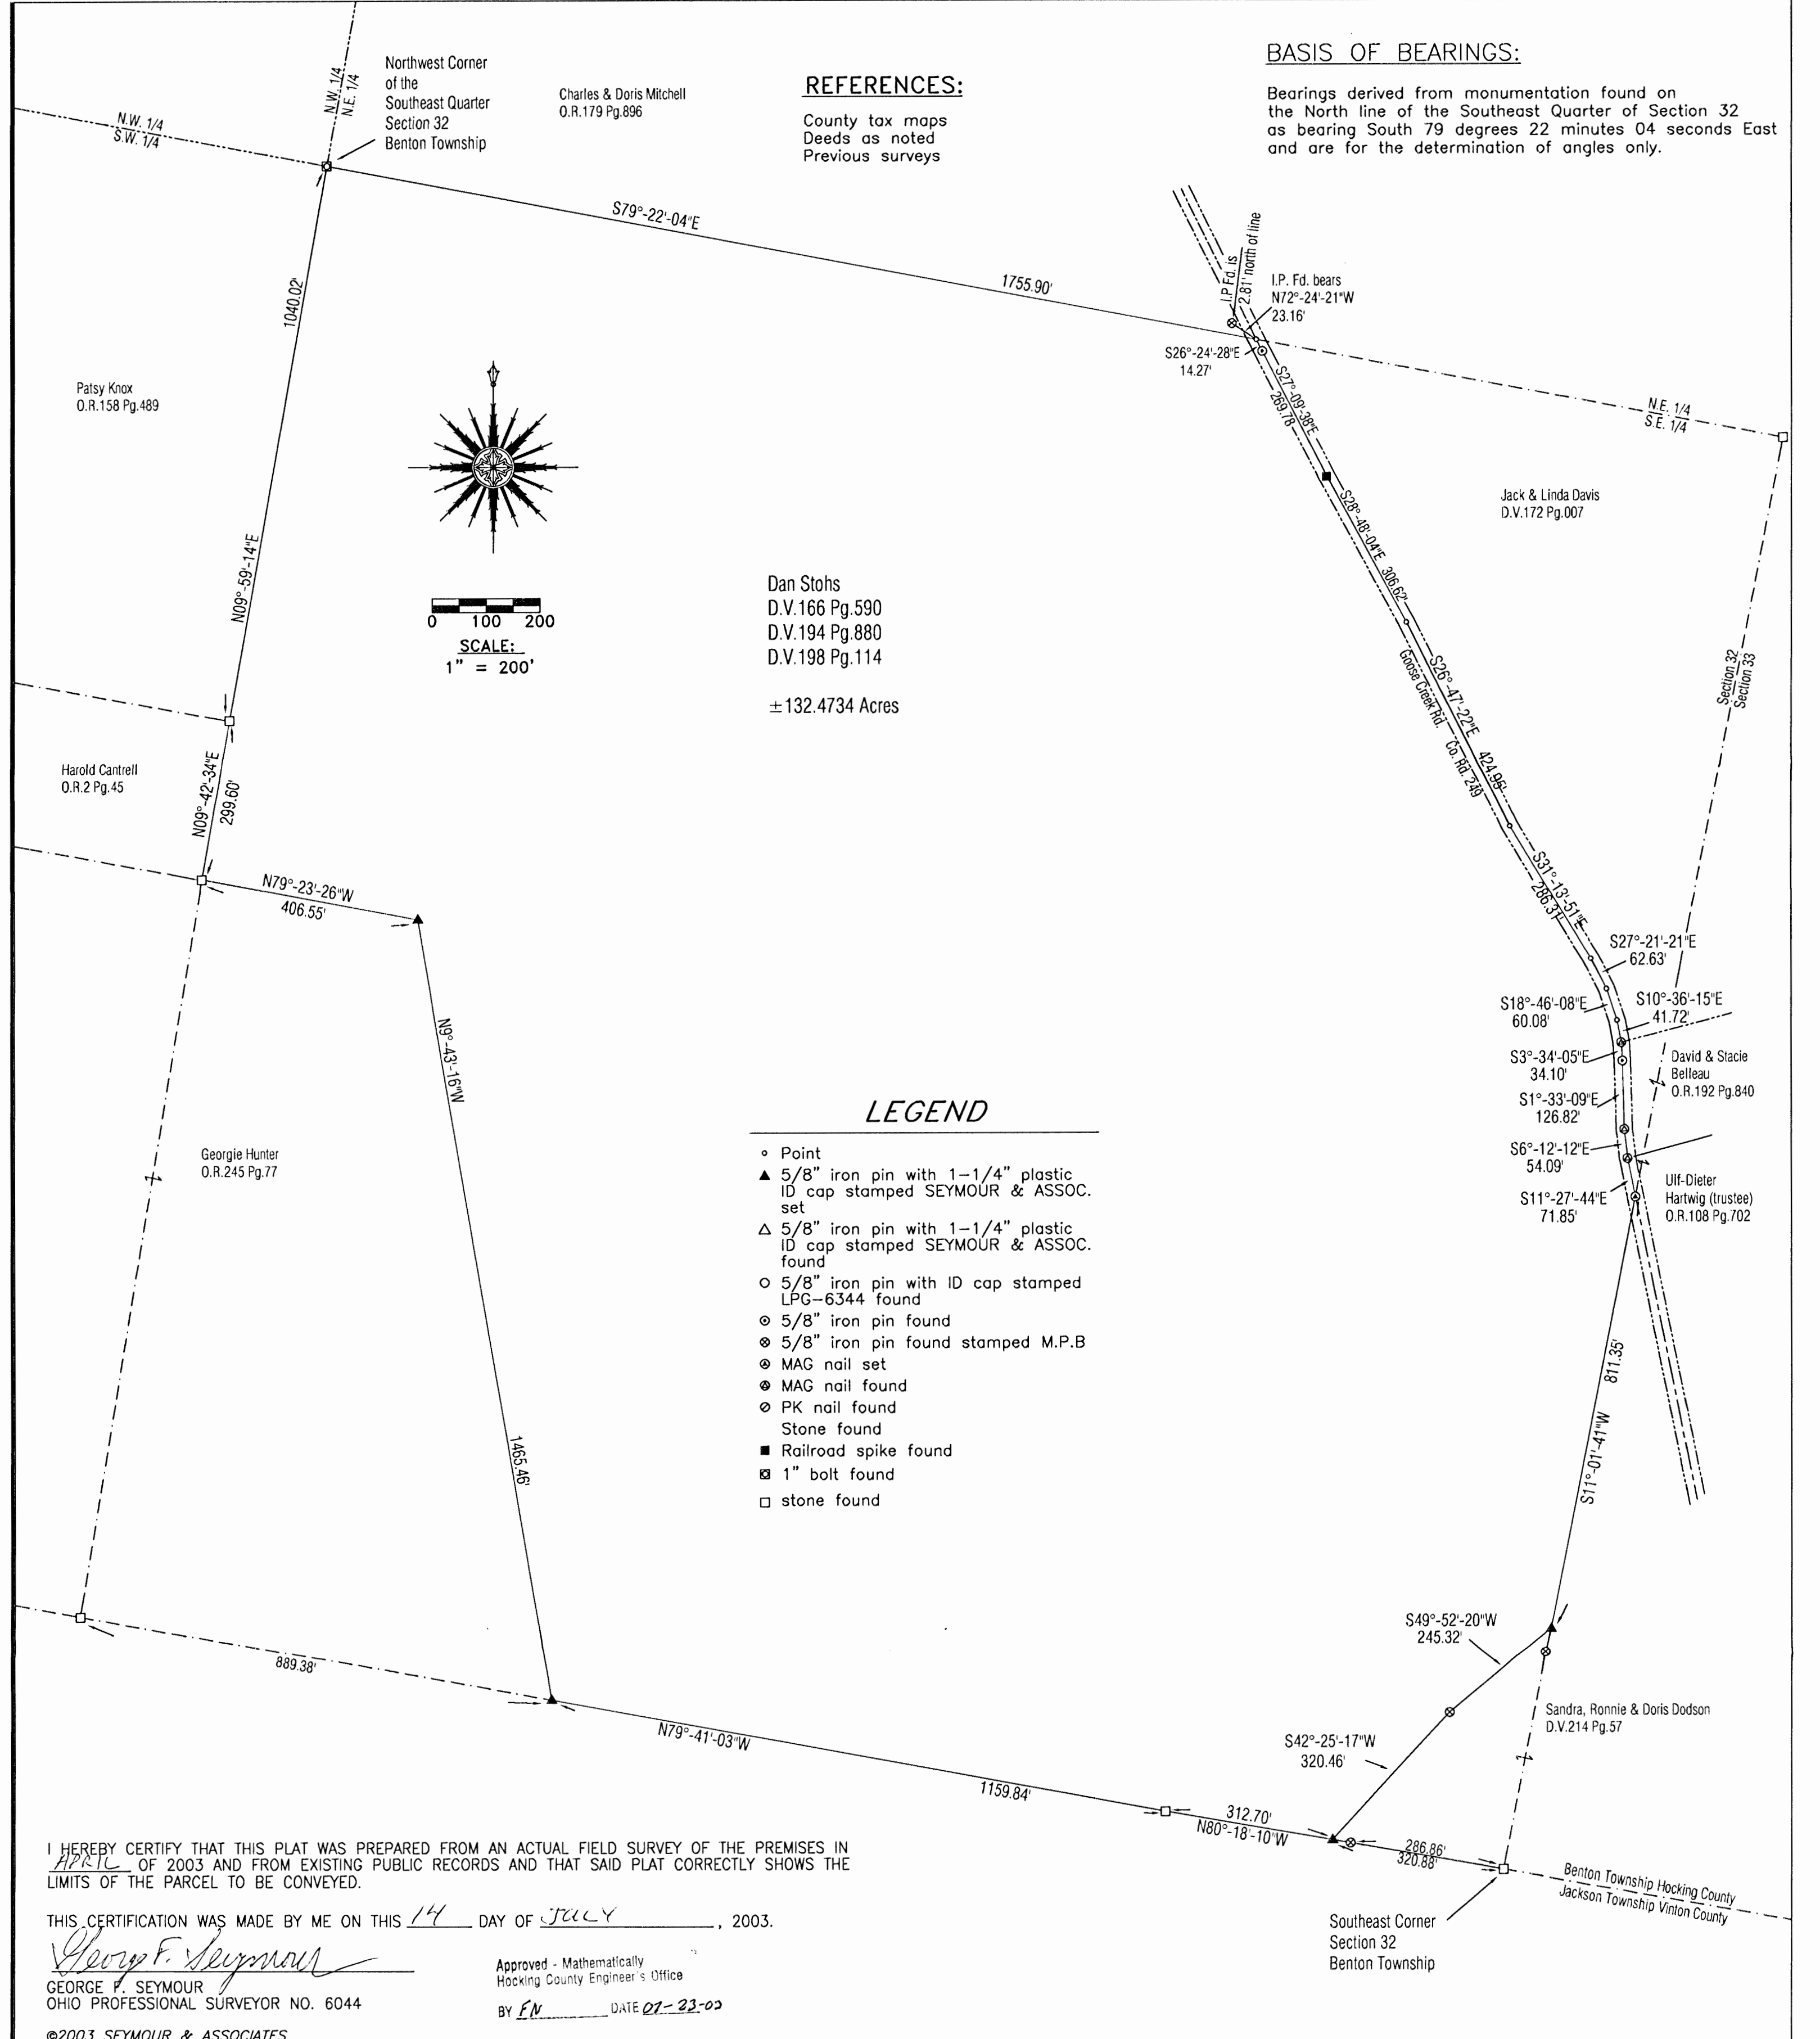 N.W. 1/4
N.E. 1/4
N.W. 1/4
S.W. 1/4
Northwest Corner
of the
Southeast Quarter
Section 32
Benton Township
Charles & Doris Mitchell
O.R.179 Pg.896
REFERENCES:
County tax maps
Deeds as noted
Previous surveys
BASIS OF BEARINGS:
Bearings derived from monumentation found on
the North line of the Southeast Quarter of Section 32
as bearing South 79 degrees 22 minutes 04 seconds East
and are for the determination of angles only.
S79°-22'-04"E
1755.90'
I.P Fd. is
2.81' north of line
I.P. Fd. bears
N72°-24'-21"W
23.16'
S26°-24'-28"E
14.27'
S27°-09'-38"E
269.78
N.E. 1/4
S.E. 1/4
1040.02'
N09°-59'-14"E
Patsy Knox
O.R.158 Pg.489
0 100 200
SCALE:
1" = 200'
Dan Stohs
D.V.166 Pg.590
D.V.194 Pg.880
D.V.198 Pg.114
±132.4734 Acres
Jack & Linda Davis
D.V.172 Pg.007
S28°-48'-04"E 306.62'
Goose Creek Rd. Co. Rd. 249
S26°-47'-22"E 424.95'
Section 32
Section 33
Harold Cantrell
O.R.2 Pg.45
N09°-42'-34"E
299.60'
N79°-23'-26"W
406.55'
S31°-13'-51"E
286.37'
S27°-21'-21"E
62.63'
S18°-46'-08"E
60.08'
S10°-36'-15"E
41.72'
S3°-34'-05"E
34.10'
David & Stacie
Belleau
O.R.192 Pg.840
S1°-33'-09"E
126.82'
S6°-12'-12"E
54.09'
S11°-27'-44"E
71.85'
Ulf-Dieter
Hartwig (trustee)
O.R.108 Pg.702
N9°-43'-16"W
1465.46'
Georgie Hunter
O.R.245 Pg.77
LEGEND
Point
5/8" iron pin with 1-1/4" plastic
ID cap stamped SEYMOUR & ASSOC.
set
5/8" iron pin with 1-1/4" plastic
ID cap stamped SEYMOUR & ASSOC.
found
5/8" iron pin with ID cap stamped
LPG-6344 found
5/8" iron pin found
5/8" iron pin found stamped M.P.B
MAG nail set
MAG nail found
PK nail found
Stone found
Railroad spike found
1" bolt found
stone found
811.35'
S11°-01'-41"W
889.38'
N79°-41'-03"W
1159.84'
S49°-52'-20"W
245.32'
S42°-25'-17"W
320.46'
Sandra, Ronnie & Doris Dodson
D.V.214 Pg.57
312.70'
N80°-18'-10"W
286.86'
320.88'
Benton Township Hocking County
Jackson Township Vinton County
Southeast Corner
Section 32
Benton Township
I HEREBY CERTIFY THAT THIS PLAT WAS PREPARED FROM AN ACTUAL FIELD SURVEY OF THE PREMISES IN
APRIL OF 2003 AND FROM EXISTING PUBLIC RECORDS AND THAT SAID PLAT CORRECTLY SHOWS THE
LIMITS OF THE PARCEL TO BE CONVEYED.
THIS CERTIFICATION WAS MADE BY ME ON THIS 14 DAY OF JULY, 2003.
George F. Seymour
GEORGE F. SEYMOUR
OHIO PROFESSIONAL SURVEYOR NO. 6044
Approved - Mathematically
Hocking County Engineer's Office
BY FN DATE 07-23-03
©2003 SEYMOUR & ASSOCIATES